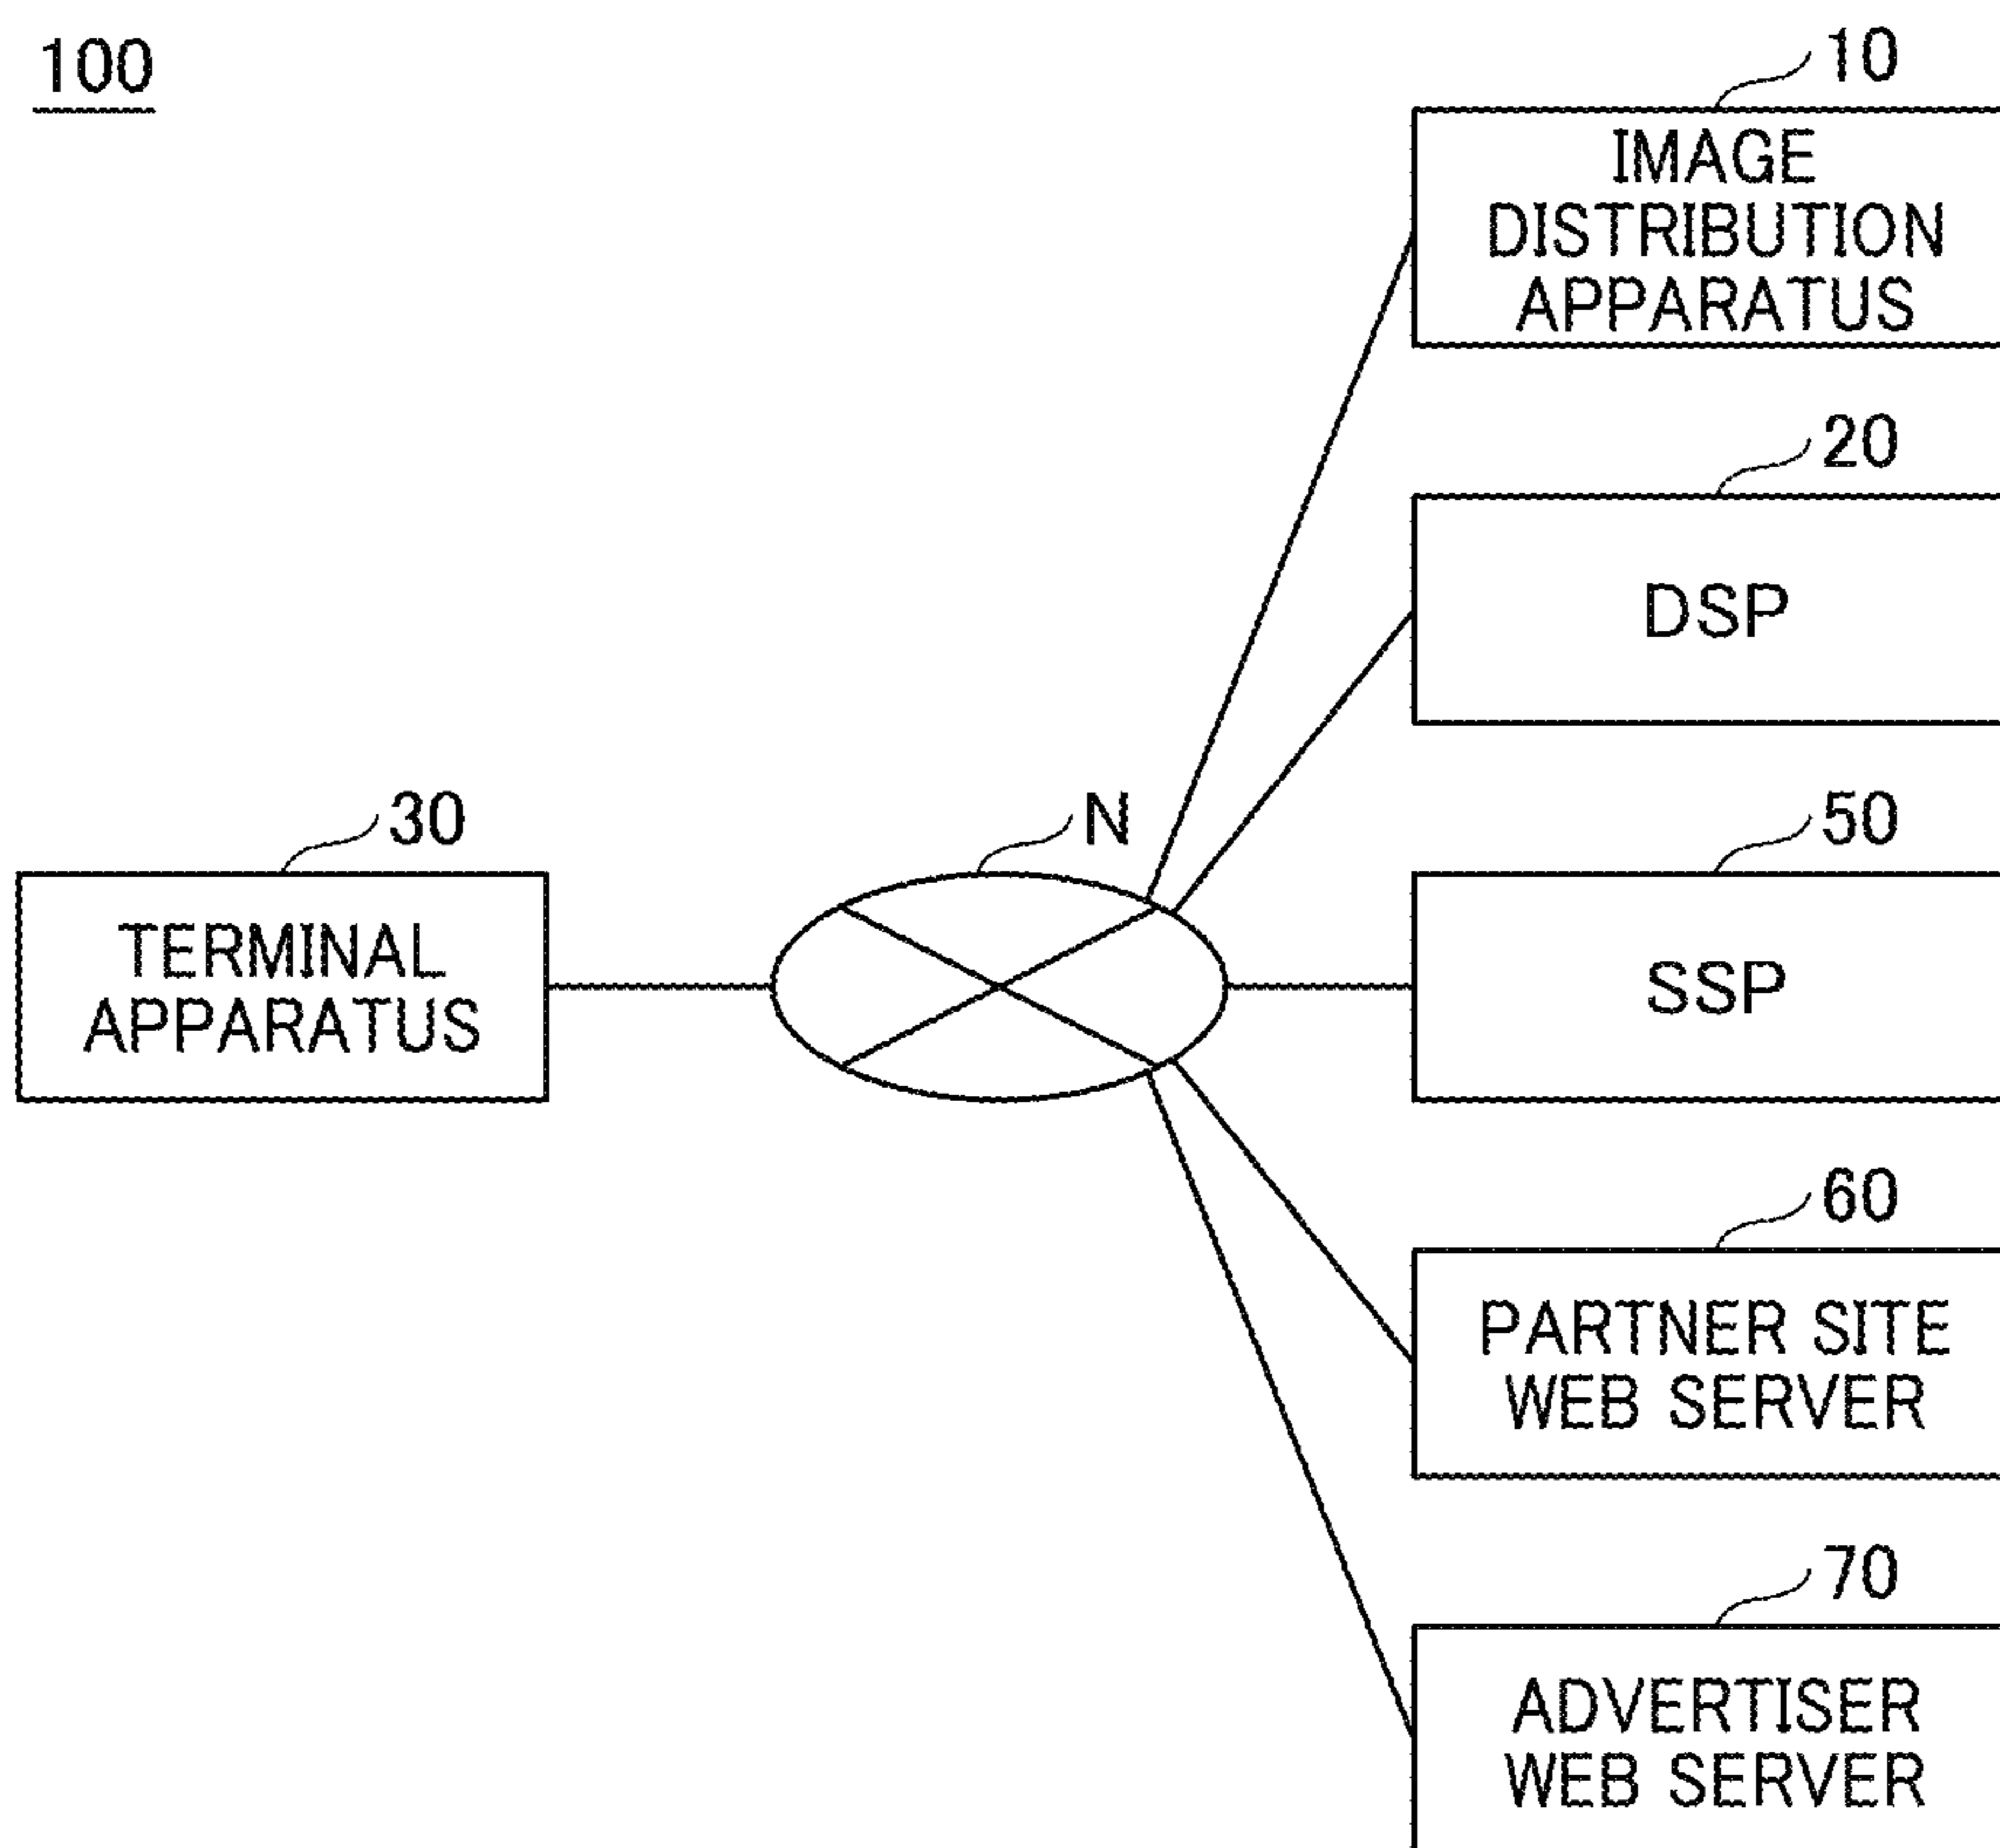 100
10
IMAGE
DISTRIBUTION
APPARATUS
20
DSP
30
TERMINAL
APPARATUS
N
50
SSP
60
PARTNER SITE
WEB SERVER
70
ADVERTISER
WEB SERVER